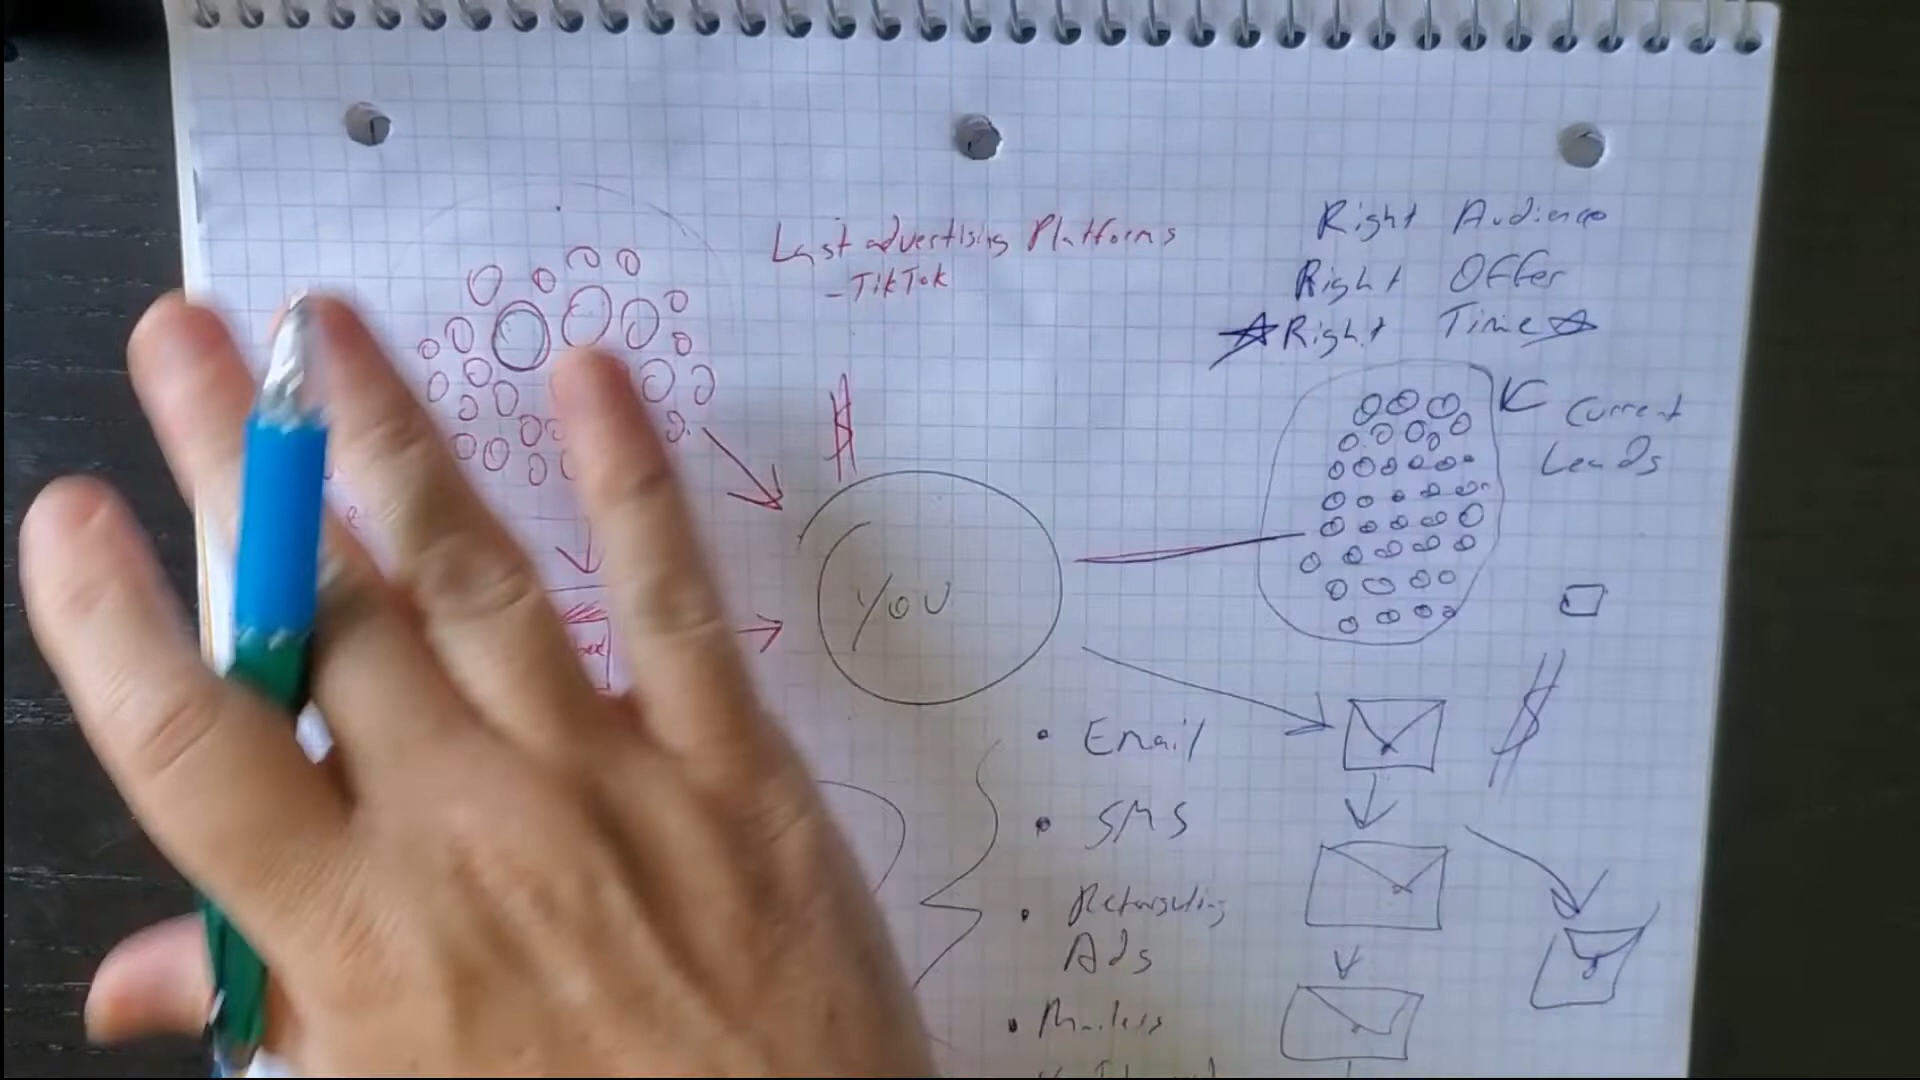 Last advertising Platforms
- TikTok
Right Audience
Right Offer
Right Time
Current
Leads
$
YOU
$
• Email
• SMS
• Retargeting
Ads
• Mailers